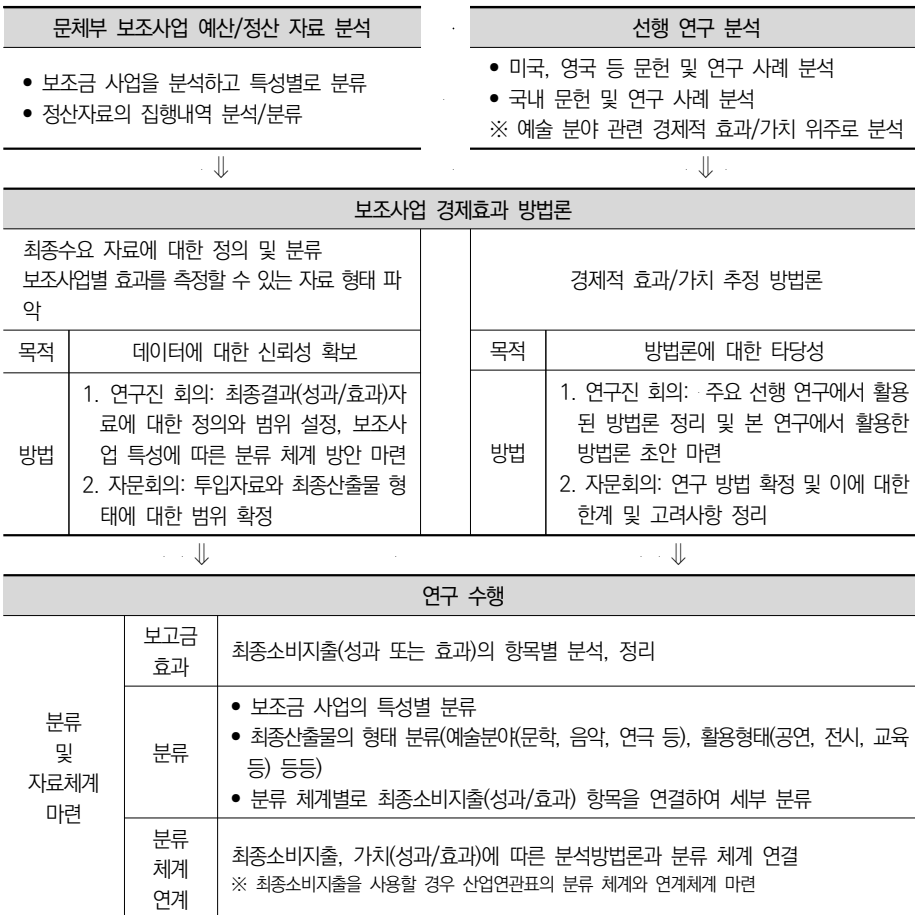 문체부 보조사업 예산/정산 자료 분석
• 보조금 사업을 분석하고 특성별로 분류
• 정산자료의 집행내역 분석/분류
선행 연구 분석
• 미국, 영국 등 문헌 및 연구 사례 분석
• 국내 문헌 및 연구 사례 분석
※ 예술 분야 관련 경제적 효과/가치 위주로 분석
⇓
⇓
보조사업 경제효과 방법론
최종수요 자료에 대한 정의 및 분류
보조사업별 효과를 측정할 수 있는 자료 형태 파
악
목적
데이터에 대한 신뢰성 확보
방법
1. 연구진 회의: 최종결과(성과/효과)자
료에 대한 정의와 범위 설정, 보조사
업 특성에 따른 분류 체계 방안 마련
2. 자문회의: 투입자료와 최종산출물 형
태에 대한 범위 확정
경제적 효과/가치 추정 방법론
목적
방법론에 대한 타당성
방법
1. 연구진 회의: 주요 선행 연구에서 활용
된 방법론 정리 및 본 연구에서 활용한
방법론 초안 마련
2. 자문회의: 연구 방법 확정 및 이에 대한
한계 및 고려사항 정리
⇓
⇓
연구 수행
분류
및
자료체계
마련
보고금
효과
최종소비지출(성과 또는 효과)의 항목별 분석, 정리
분류
• 보조금 사업의 특성별 분류
• 최종산출물의 형태 분류(예술분야(문학, 음악, 연극 등), 활용형태(공연, 전시, 교육
등) 등등)
• 분류 체계별로 최종소비지출(성과/효과) 항목을 연결하여 세부 분류
분류
체계
연계
최종소비지출, 가치(성과/효과)에 따른 분석방법론과 분류 체계 연결
※ 최종소비지출을 사용할 경우 산업연관표의 분류 체계와 연계체계 마련